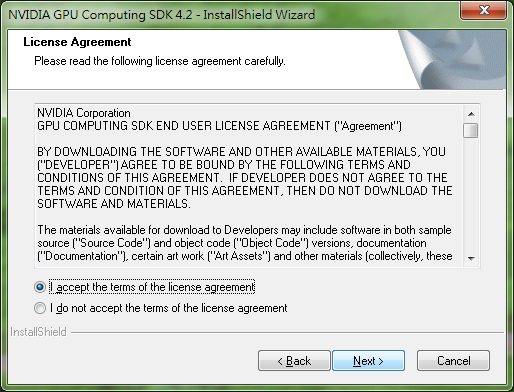 NVIDIA GPU Computing SDK 4.2 - InstallShield Wizard
License Agreement
Please read the following license agreement carefully.
NVIDIA Corporation
GPU COMPUTING SDK END USER LICENSE AGREEMENT ("Agreement")
BY DOWNLOADING THE SOFTWARE AND OTHER AVAILABLE MATERIALS, YOU
("DEVELOPER") AGREE TO BE BOUND BY THE FOLLOWING TERMS AND
CONDITIONS OF THIS AGREEMENT.  IF DEVELOPER DOES NOT AGREE TO THE
TERMS AND CONDITION OF THIS AGREEMENT, THEN DO NOT DOWNLOAD THE
SOFTWARE AND MATERIALS.
The materials available for download to Developers may include software in both sample
source ("Source Code") and object code ("Object Code") versions, documentation
("Documentation"), certain art work ("Art Assets") and other materials (collectively, these
I accept the terms of the license agreement
I do not accept the terms of the license agreement
InstallShield
< Back
Next >
Cancel